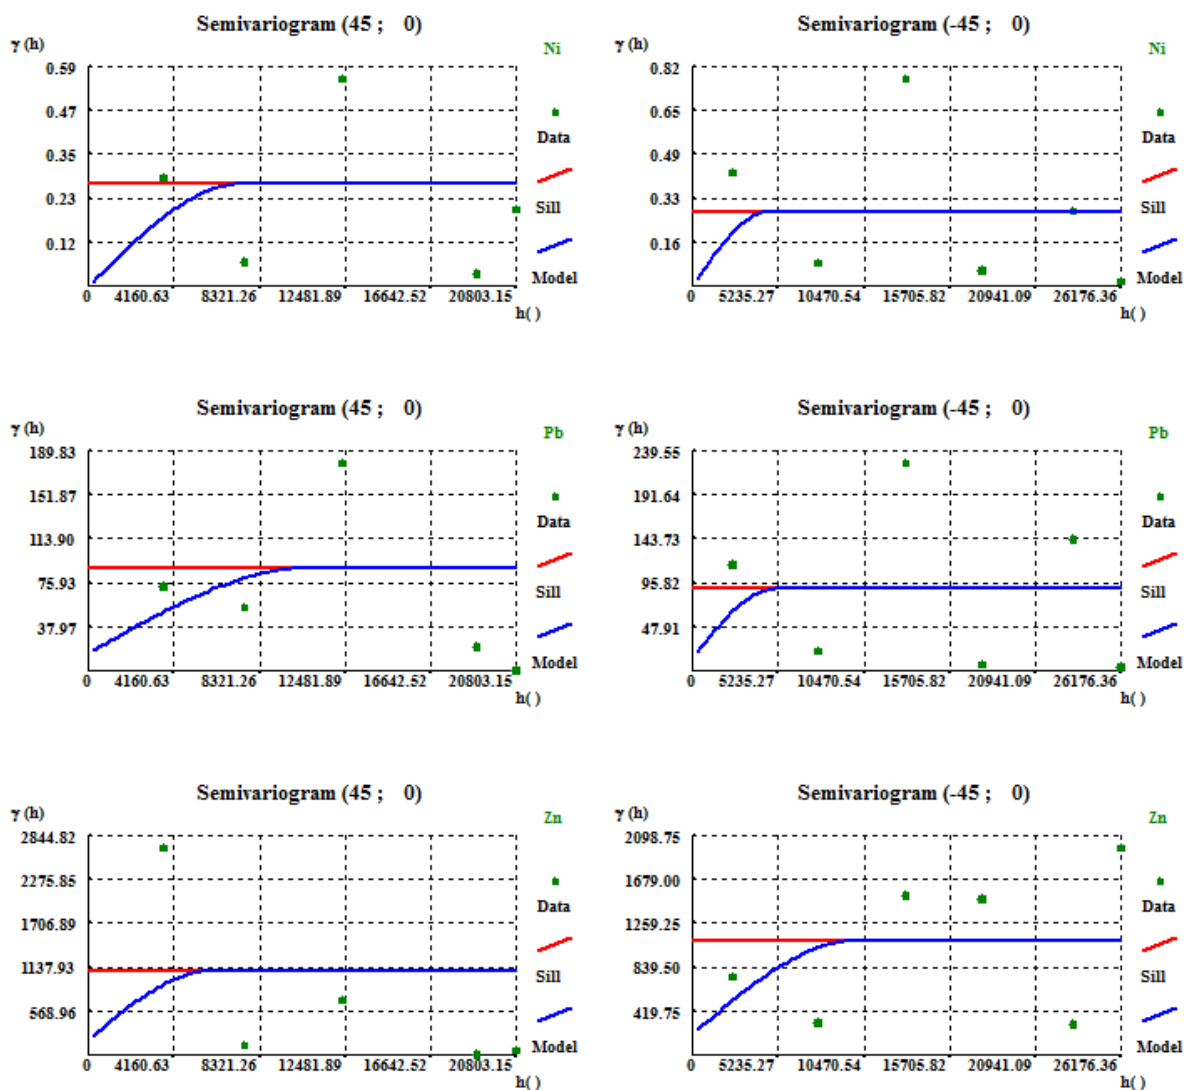 Semivariogram (45 ; 0)
γ (h)
Ni
0.59
0.47
0.35
0.23
0.12
0 4160.63 8321.26 12481.89 16642.52 20803.15
h( )
Data
Sill
Model
Semivariogram (-45 ; 0)
γ (h)
Ni
0.82
0.65
0.49
0.33
0.16
0 5235.27 10470.54 15705.82 20941.09 26176.36
h( )
Data
Sill
Model
Semivariogram (45 ; 0)
γ (h)
Pb
189.83
151.87
113.90
75.93
37.97
0 4160.63 8321.26 12481.89 16642.52 20803.15
h( )
Data
Sill
Model
Semivariogram (-45 ; 0)
γ (h)
Pb
239.55
191.64
143.73
95.82
47.91
0 5235.27 10470.54 15705.82 20941.09 26176.36
h( )
Data
Sill
Model
Semivariogram (45 ; 0)
γ (h)
Zn
2844.82
2275.85
1706.89
1137.93
568.96
0 4160.63 8321.26 12481.89 16642.52 20803.15
h( )
Data
Sill
Model
Semivariogram (-45 ; 0)
γ (h)
Zn
2098.75
1679.00
1259.25
839.50
419.75
0 5235.27 10470.54 15705.82 20941.09 26176.36
h( )
Data
Sill
Model